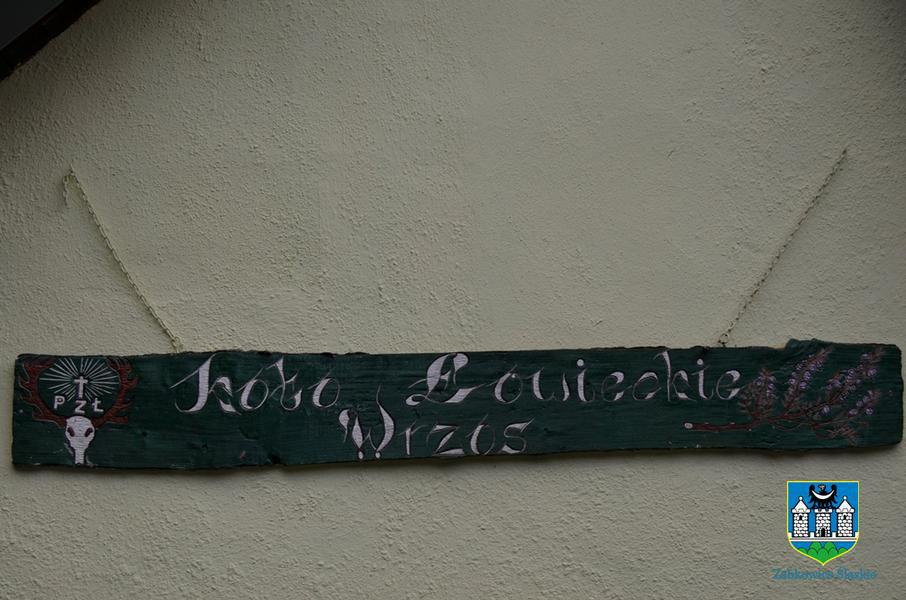 PZŁ
Koło Łowieckie
Wrzos
Ząbkowice Śląskie